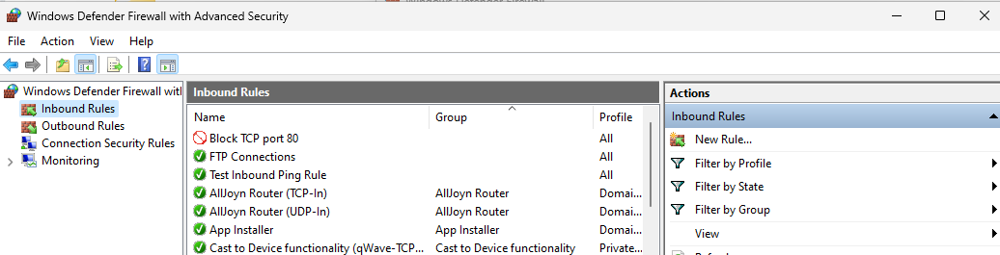 Windows Defender Firewall with Advanced Security
File Action View Help
Windows Defender Firewall with
Inbound Rules
Outbound Rules
Connection Security Rules
Monitoring
Inbound Rules
Name Group Profile
Block TCP port 80 All
FTP Connections All
Test Inbound Ping Rule All
AllJoyn Router (TCP-In) AllJoyn Router Domai...
AllJoyn Router (UDP-In) AllJoyn Router Domai...
App Installer App Installer Domai...
Cast to Device functionality (qWave-TCP... Cast to Device functionality Private...
Actions
Inbound Rules
New Rule...
Filter by Profile
Filter by State
Filter by Group
View